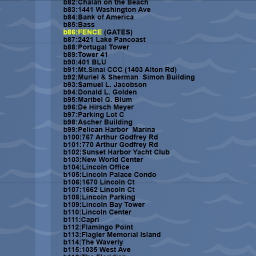 b82:Chalan on the Beach
b83:1441 Washington Ave
b84:Bank of America
b85:Bass
b86:FENCE (GATES)
b87:2421 Lake Pancoast
b88:Portugal Tower
b89:Tower 41
b90:401 BLU
b91:Mt.Sinai CCC (1403 Alton Rd)
b92:Muriel & Sherman Simon Building
b93:Samuel L. Jacobson
b94:Donald L. Golden
b95:Maribel G. Blum
b96:De Hirsch Meyer
b97:Parking Lot C
b98:Ascher Building
b99:Pelican Harbor Marina
b100:767 Arthur Godfrey Rd
b101:770 Arthur Godfrey Rd
b102:Sunset Harbor Yacht Club
b103:New World Center
b104:Lincoln Office
b105:Lincoln Palace Condo
b106:1670 Lincoln Ct
b107:1662 Lincoln Ct
b108:Lincoln Parking
b109:Lincoln Bay Tower
b110:Lincoln Center
b111:Capri
b112:Flamingo Point
b113:Flagler Memorial Island
b114:The Waverly
b115:1035 West Ave